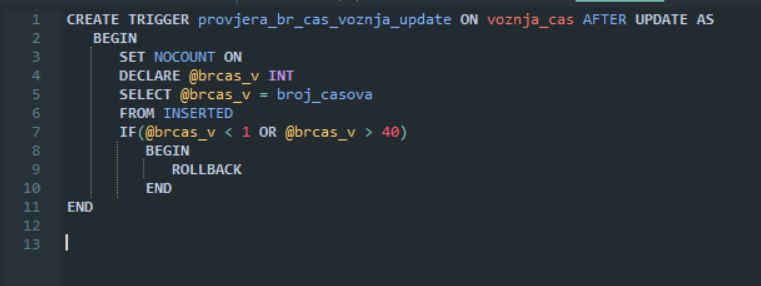 1 CREATE TRIGGER provjera_br_cas_voznja_update ON voznja_cas AFTER UPDATE AS
2 BEGIN
3 SET NOCOUNT ON
4 DECLARE @brcas_v INT
5 SELECT @brcas_v = broj_casova
6 FROM INSERTED
7 IF(@brcas_v < 1 OR @brcas_v > 40)
8 BEGIN
9 ROLLBACK
10 END
11 END
12
13